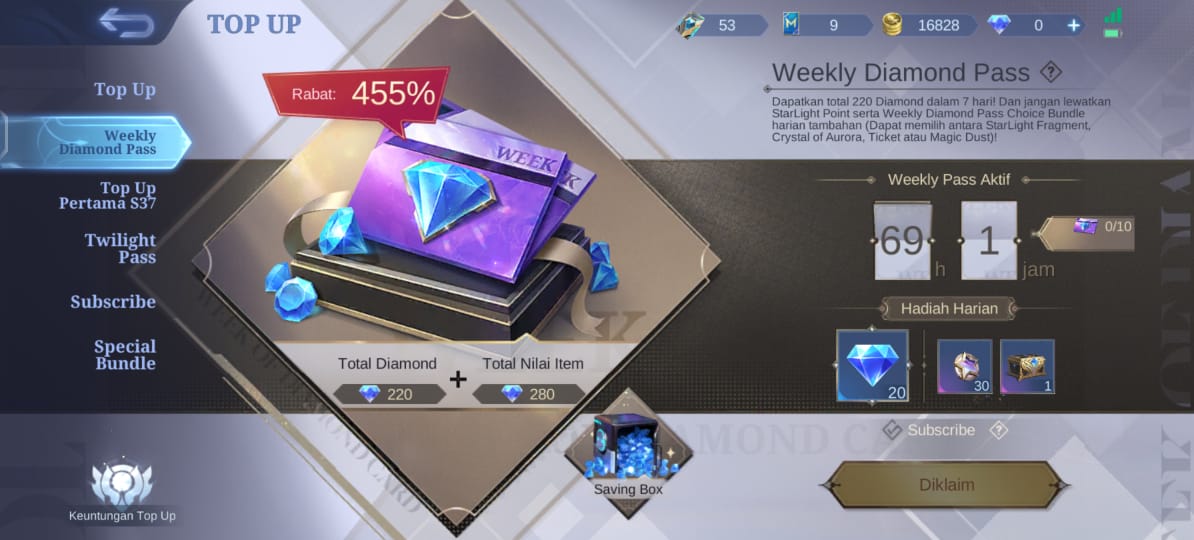 TOP UP
53
9
16828
0
Top Up
Weekly
Diamond Pass
Top Up
Pertama S37
Twilight
Pass
Subscribe
Special
Bundle
Keuntungan Top Up
Rabat: 455%
WEEK
K
Total Diamond
220
+
Total Nilai Item
280
Saving Box
Weekly Diamond Pass ?
Dapatkan total 220 Diamond dalam 7 hari! Dan jangan lewatkan
StarLight Point serta Weekly Diamond Pass Choice Bundle
harian tambahan (Dapat memilih antara StarLight Fragment,
Crystal of Aurora, Ticket atau Magic Dust)!
Weekly Pass Aktif
69 h 1 jam
0/10
Hadiah Harian
20
30
1
Subscribe ?
Diklaim